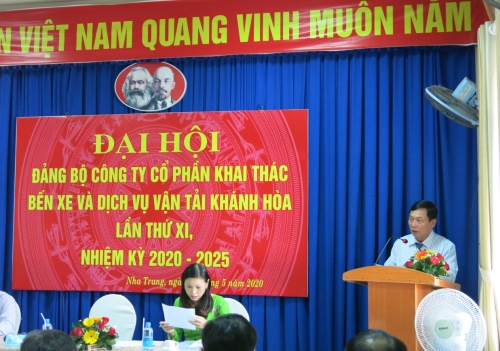 VIỆT NAM QUANG VINH MUÔN NĂM
ĐẠI HỘI
ĐẢNG BỘ CÔNG TY CỔ PHẦN KHAI THÁC
BẾN XE VÀ DỊCH VỤ VẬN TẢI KHÁNH HÒA
LẦN THỨ XI,
NHIỆM KỲ 2020 - 2025
Nha Trang, ngày 5 năm 2020